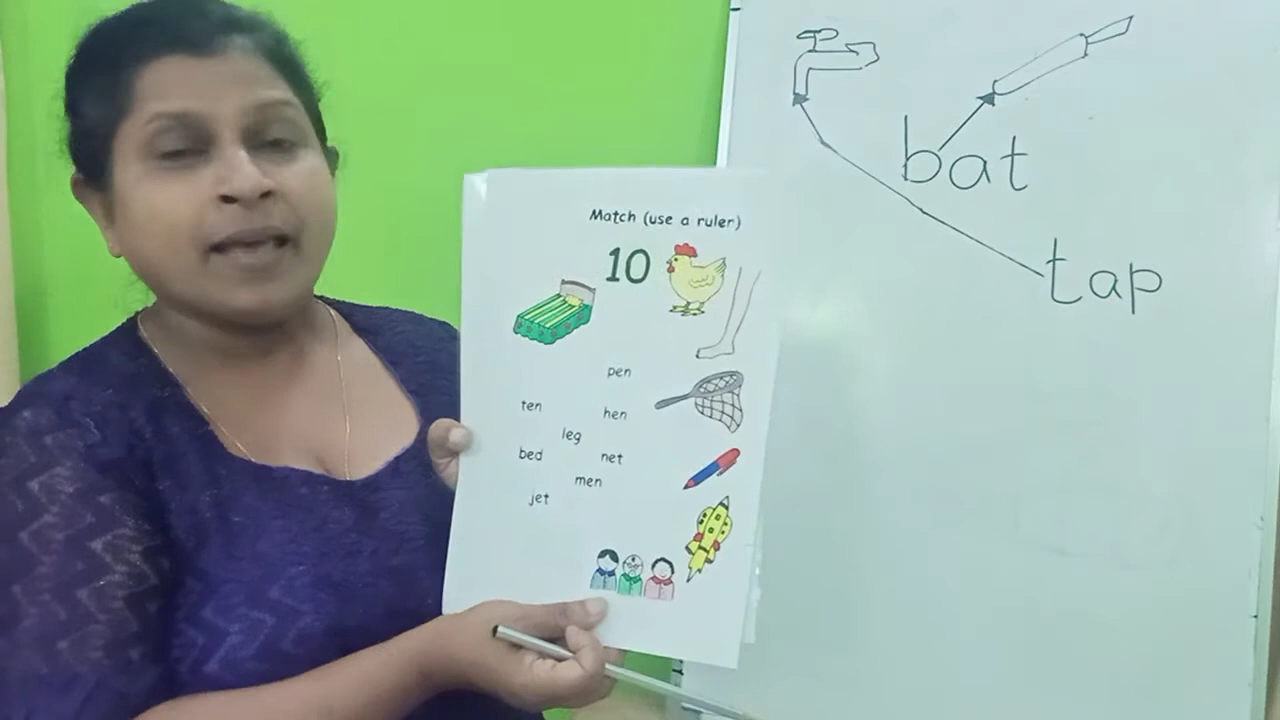 Match (use a ruler)
10
pen
ten
hen
leg
bed
net
men
jet
bat
tap